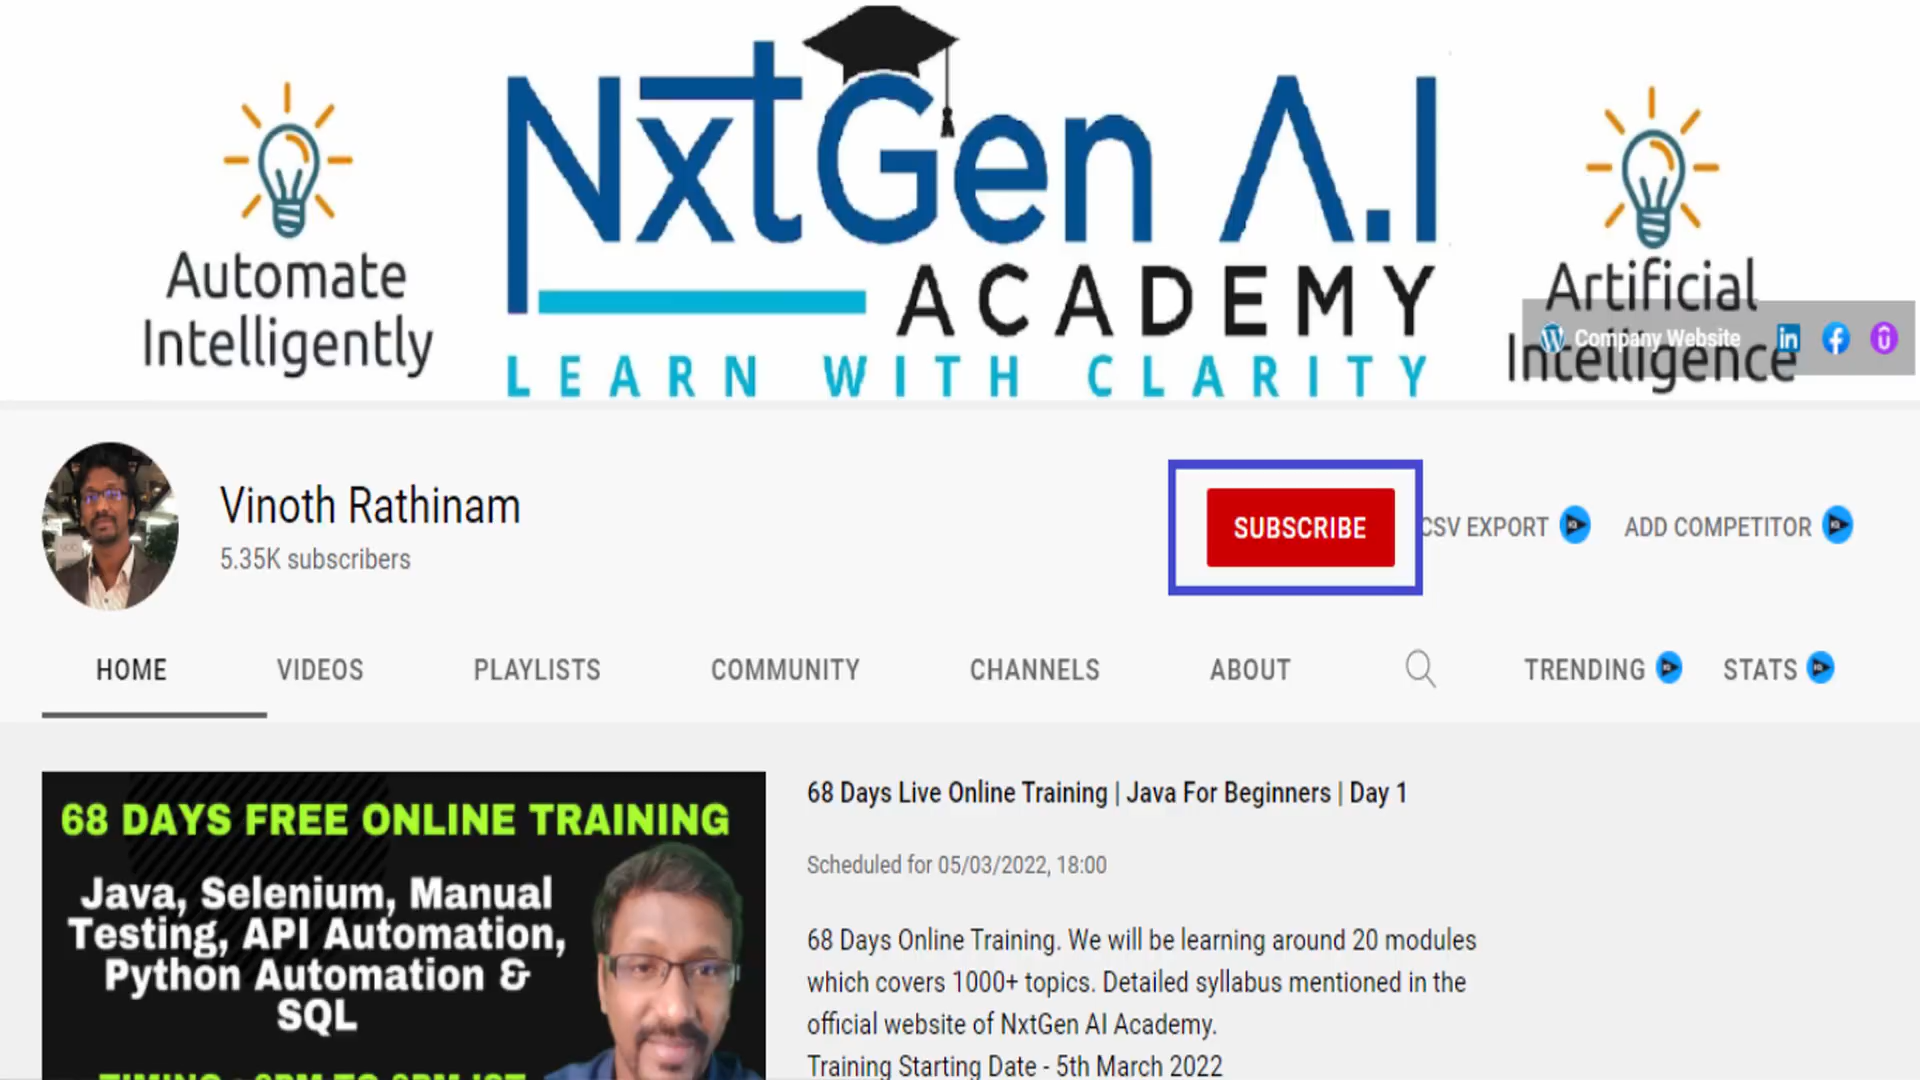 NxtGen A.I
ACADEMY
LEARN WITH CLARITY
Automate
Intelligently
Artificial
Intelligence
Company Website
Vinoth Rathinam
5.35K subscribers
SUBSCRIBE
CSV EXPORT
ADD COMPETITOR
HOME
VIDEOS
PLAYLISTS
COMMUNITY
CHANNELS
ABOUT
TRENDING
STATS
68 DAYS FREE ONLINE TRAINING
Java, Selenium, Manual
Testing, API Automation,
Python Automation &
SQL
68 Days Live Online Training | Java For Beginners | Day 1
Scheduled for 05/03/2022, 18:00
68 Days Online Training. We will be learning around 20 modules
which covers 1000+ topics. Detailed syllabus mentioned in the
official website of NxtGen AI Academy.
Training Starting Date - 5th March 2022